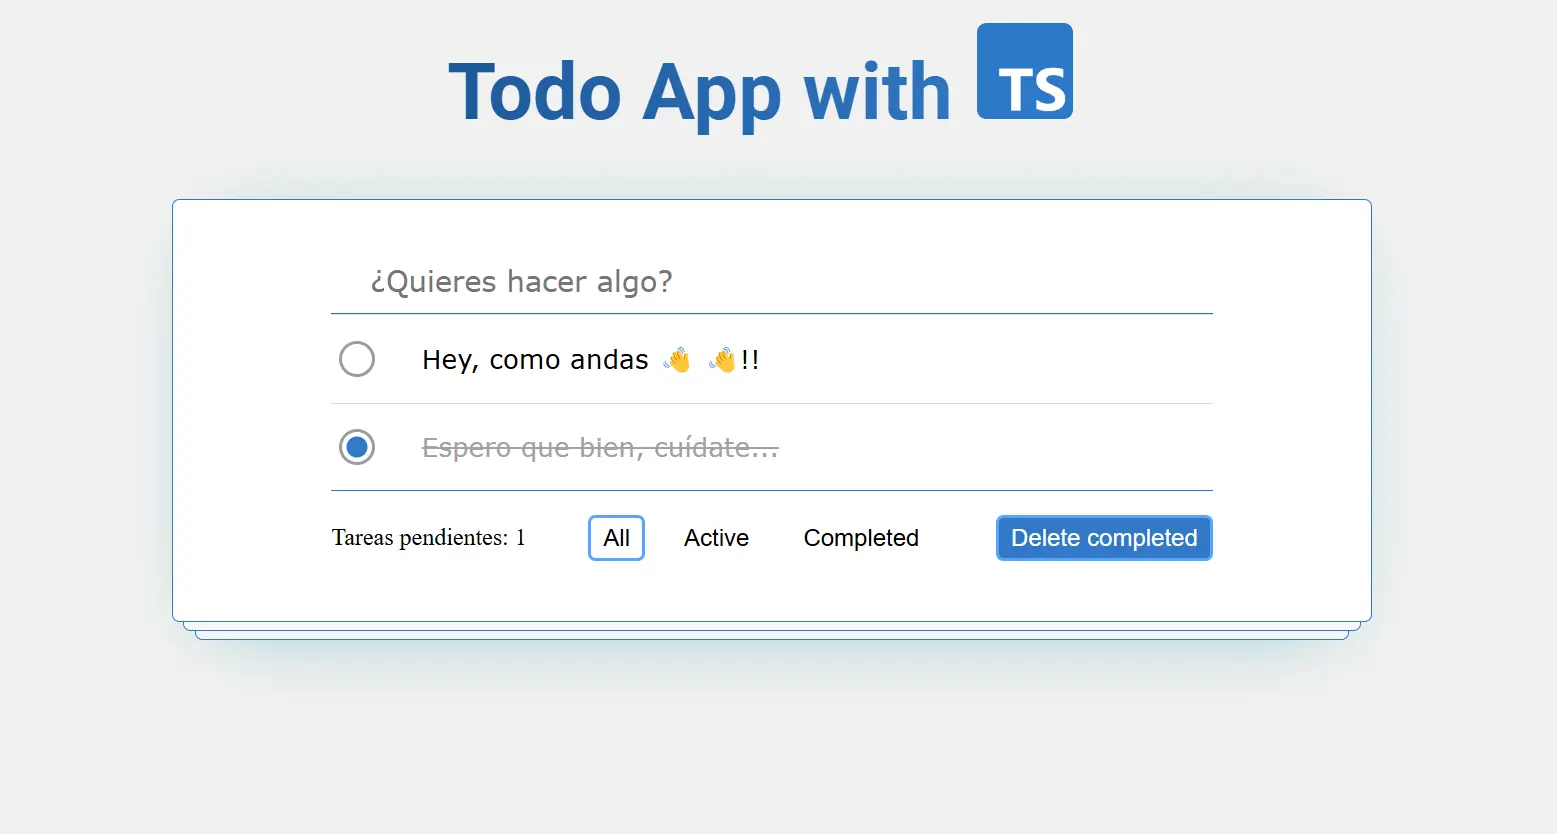 Todo App with TS
¿Quieres hacer algo?
Hey, como andas 👋 👋!!
Espero que bien, cuídate...
Tareas pendientes: 1 All Active Completed Delete completed